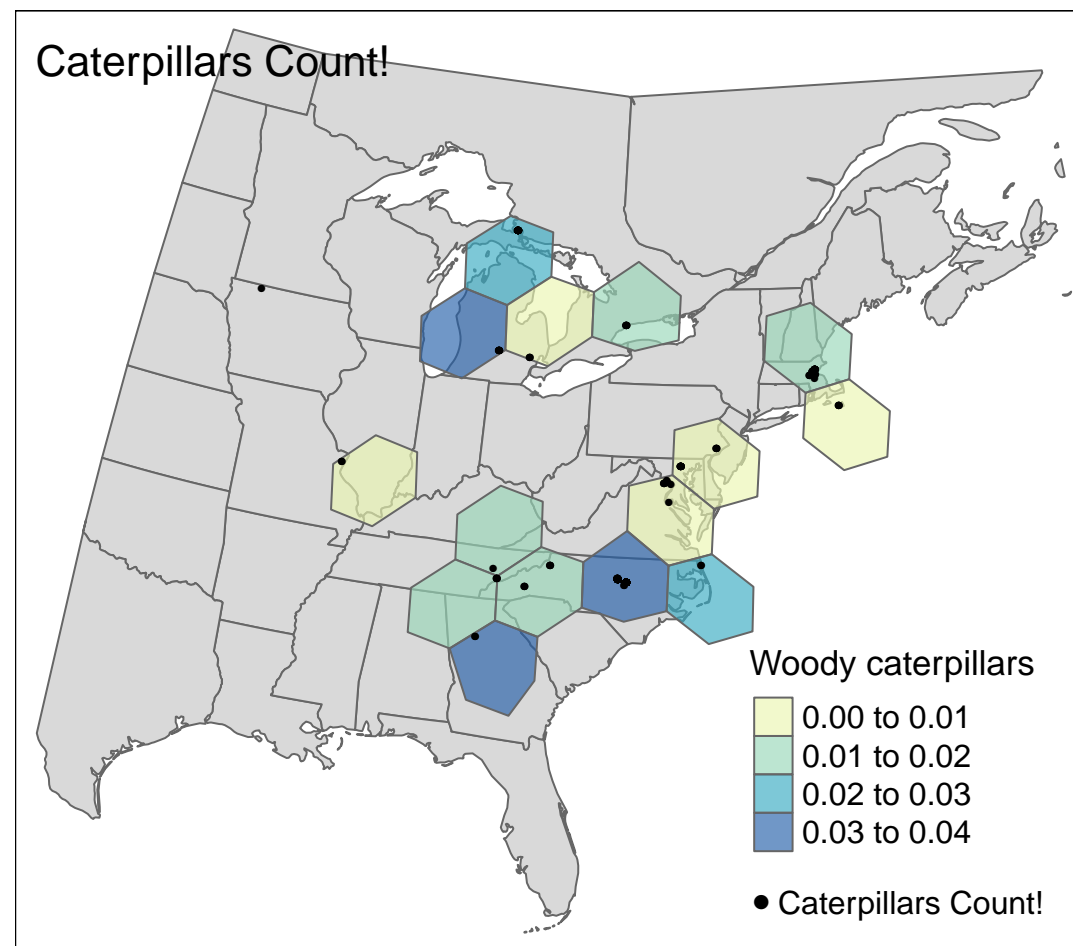 Caterpillars Count!
Woody caterpillars
0.00 to 0.01
0.01 to 0.02
0.02 to 0.03
0.03 to 0.04
Caterpillars Count!